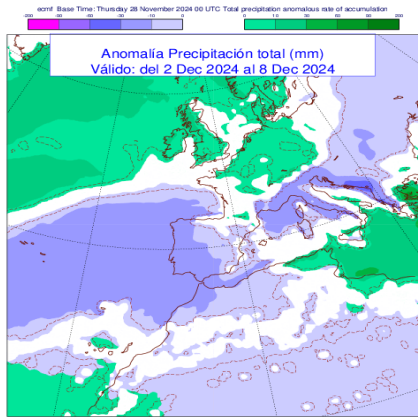 ecmf Base Time: Thursday 28 November 2024 00 UTC Total precipitation anomalous rate of accumulation
Anomalía Precipitación total (mm)
Válido: del 2 Dec 2024 al 8 Dec 2024